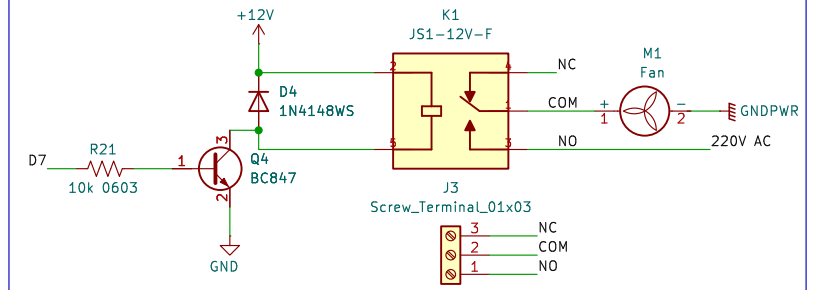 +12V
K1
JS1-12V-F
2
4
NC
M1
Fan
D4
1N4148WS
1
COM
+
1
-
2
GNDPWR
3
5
3
NO
220V AC
D7
R21
10k 0603
1
Q4
BC847
2
GND
J3
Screw_Terminal_01x03
3
NC
2
COM
1
NO